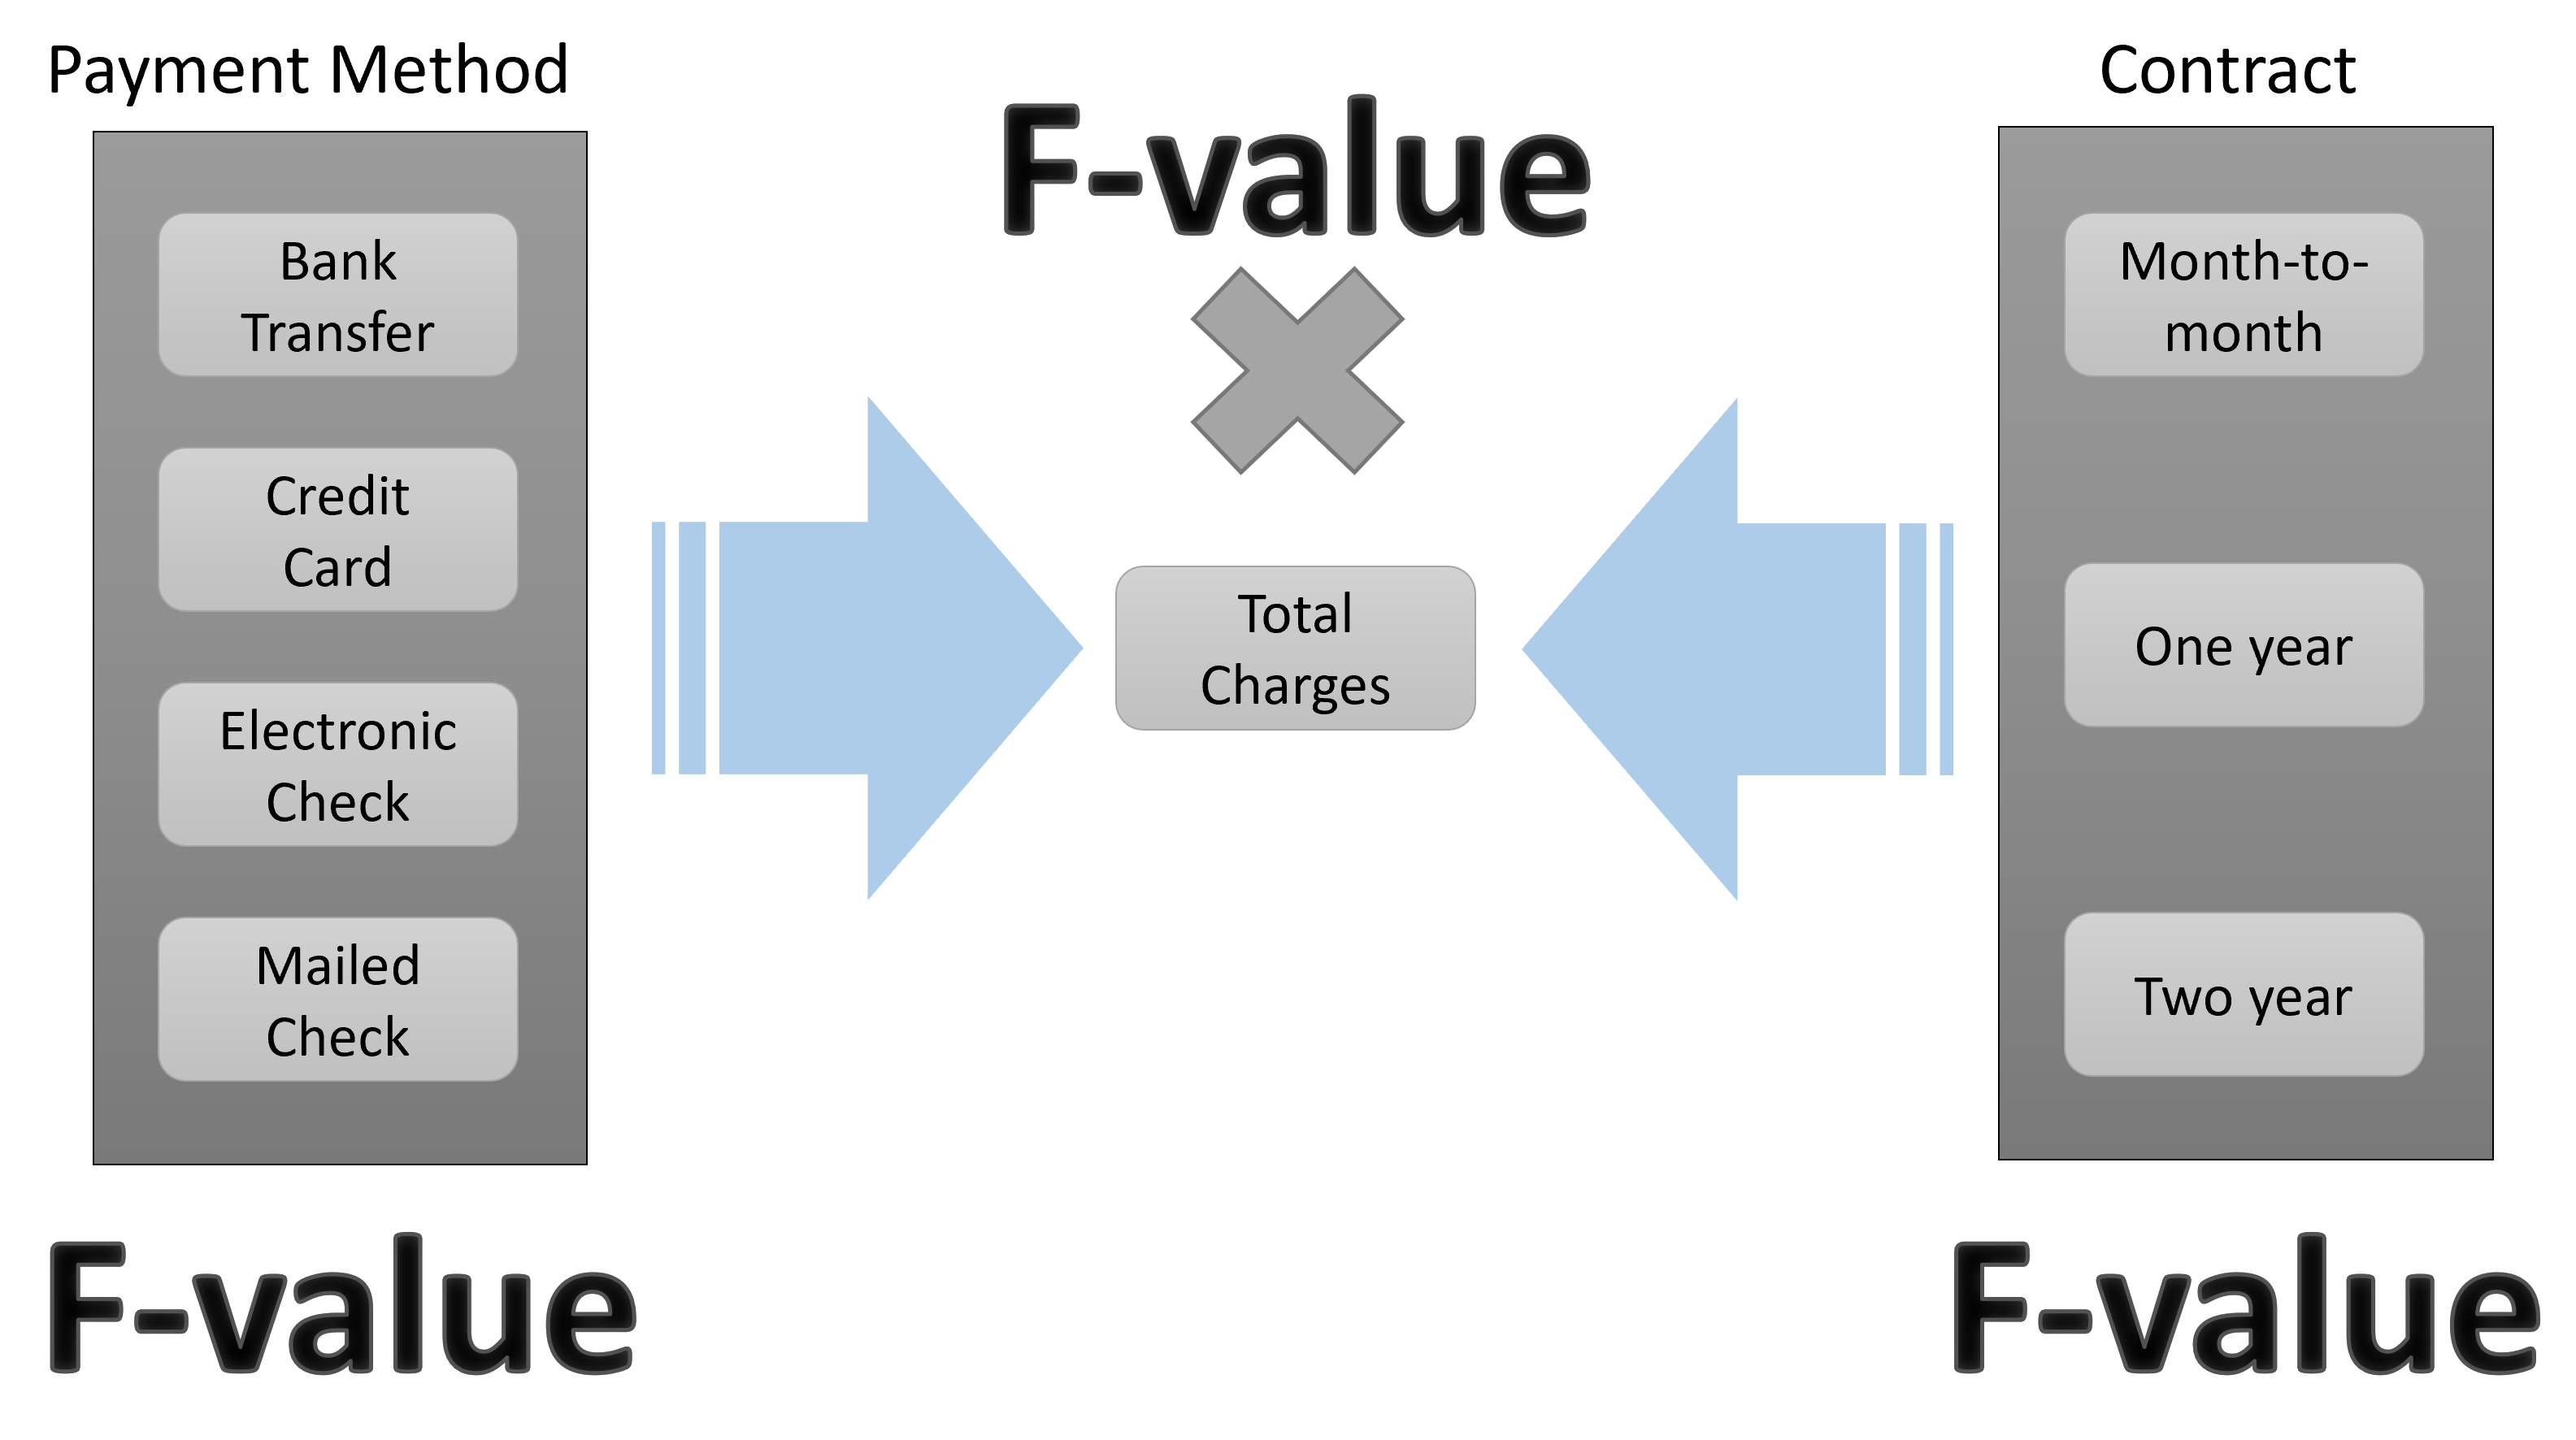 Payment Method
Bank
Transfer
Credit
Card
Electronic
Check
Mailed
Check
F-value
F-value
Total
Charges
Contract
Month-to-
month
One year
Two year
F-value